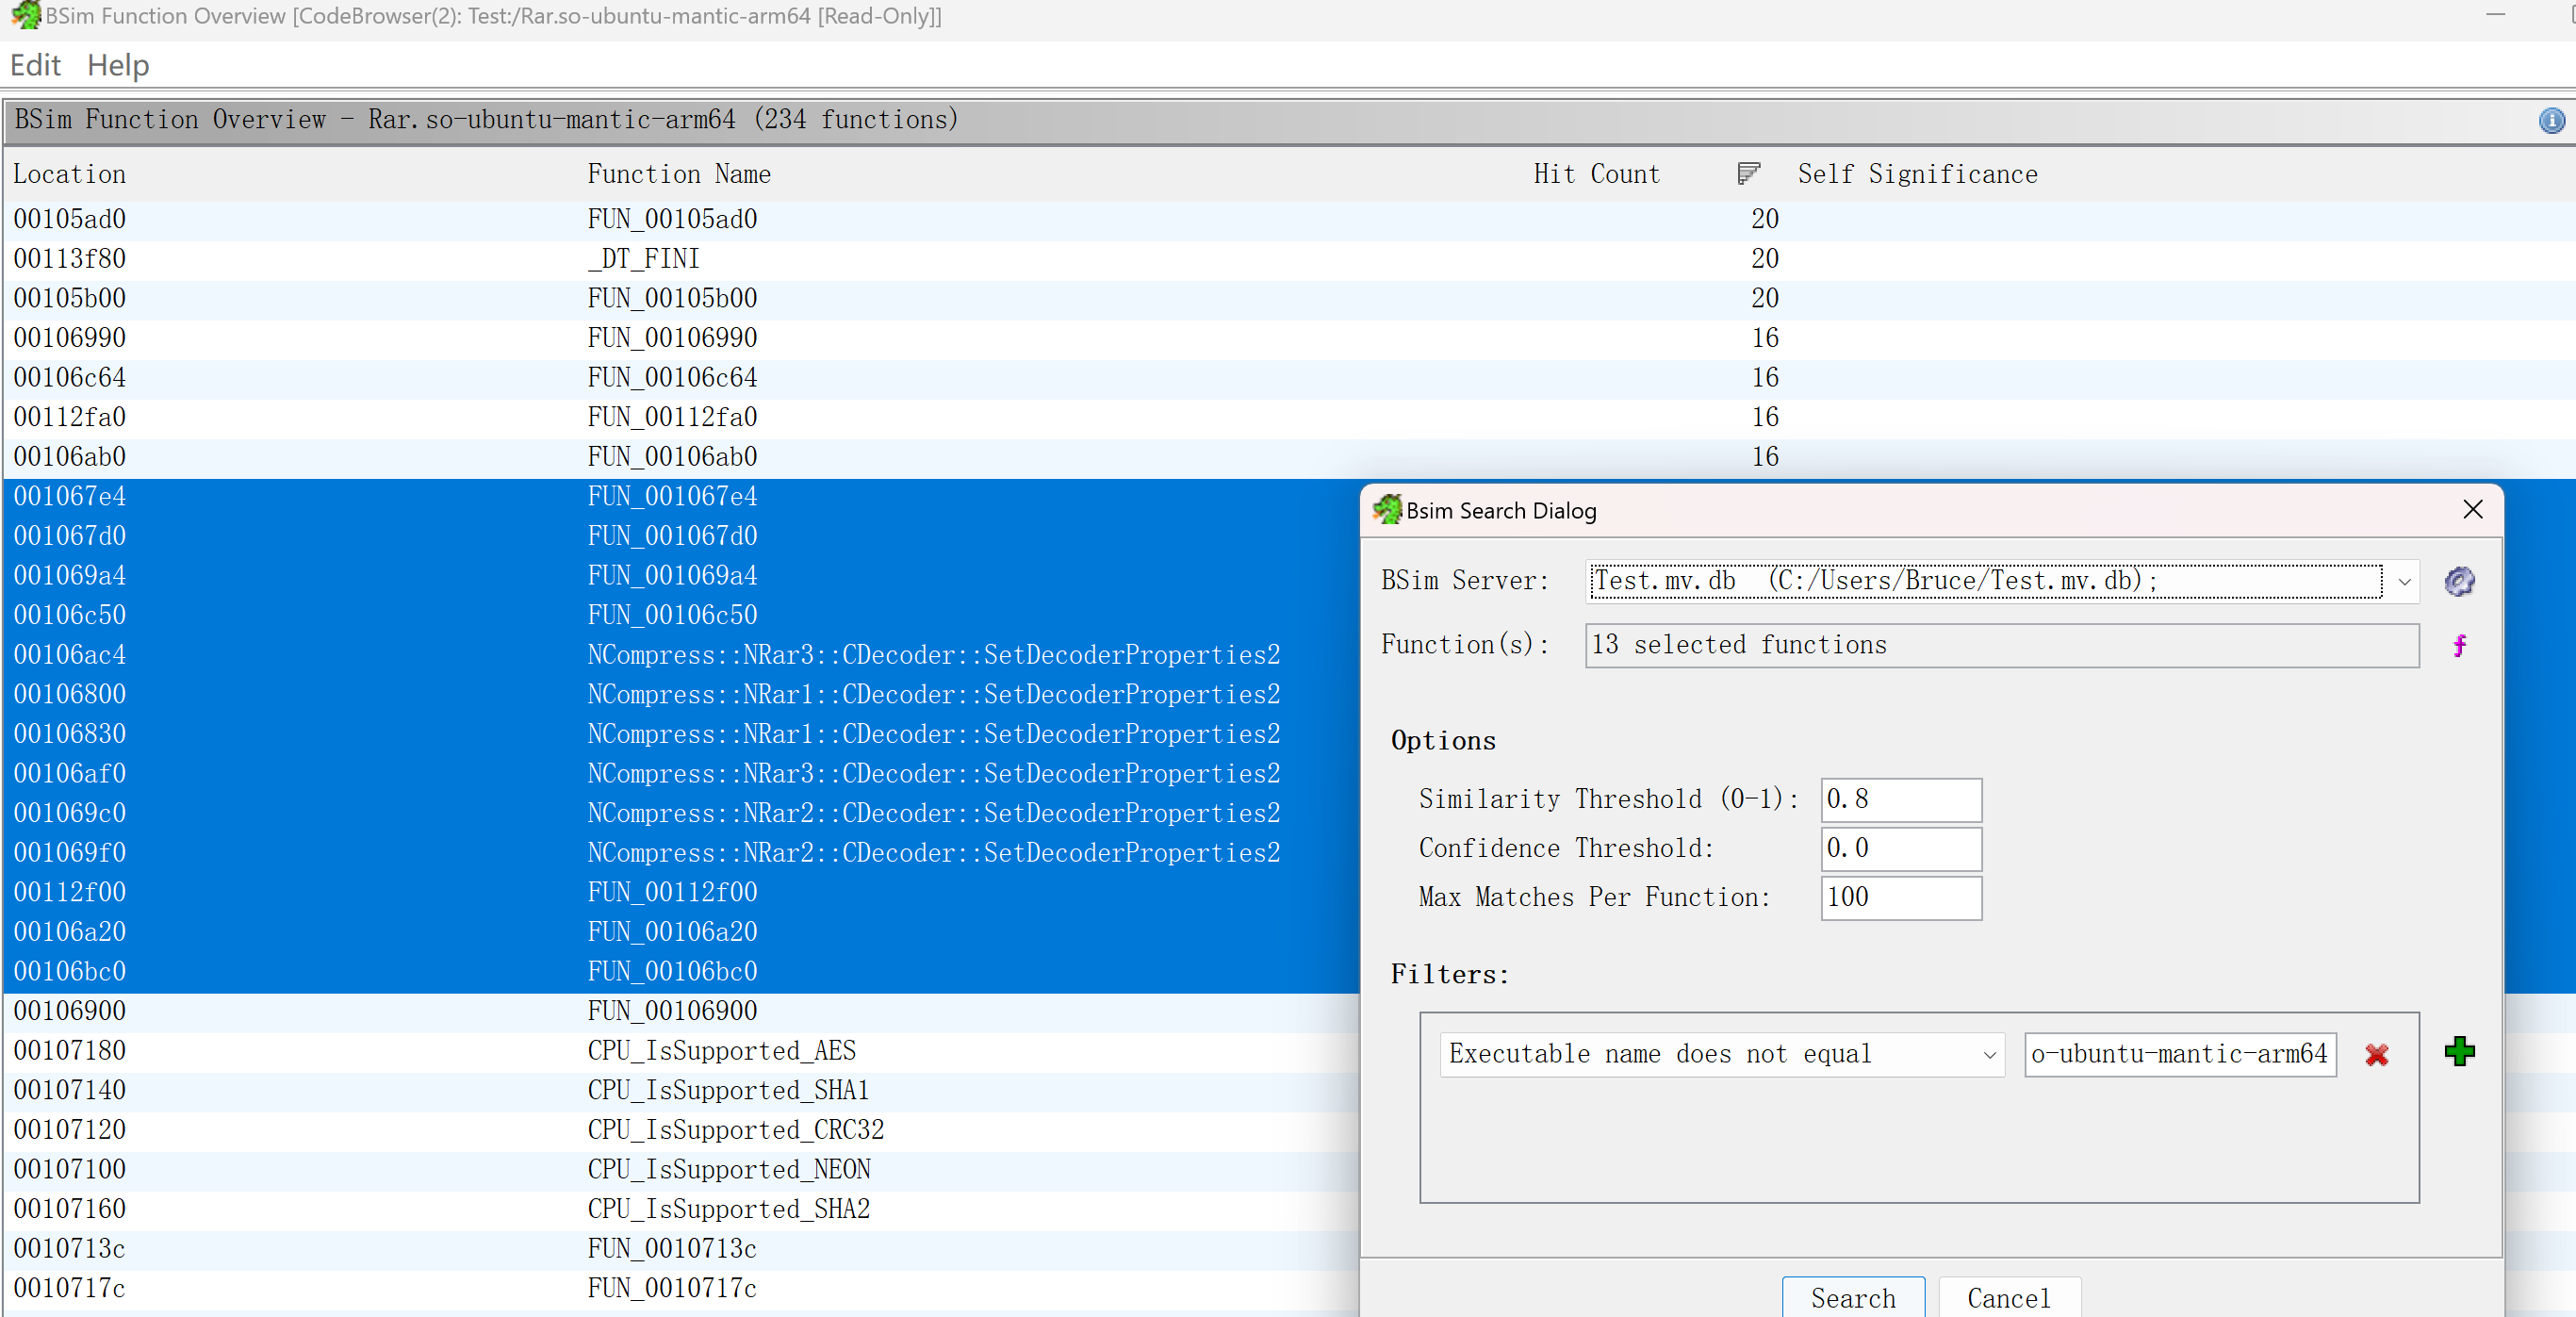 BSim Function Overview [CodeBrowser(2): Test:/Rar.so-ubuntu-mantic-arm64 [Read-Only]]
Edit Help
BSim Function Overview - Rar.so-ubuntu-mantic-arm64 (234 functions)
Location Function Name Hit Count Self Significance
00105ad0 FUN_00105ad0 20
00113f80 _DT_FINI 20
00105b00 FUN_00105b00 20
00106990 FUN_00106990 16
00106c64 FUN_00106c64 16
00112fa0 FUN_00112fa0 16
00106ab0 FUN_00106ab0 16
001067e4 FUN_001067e4
001067d0 FUN_001067d0
001069a4 FUN_001069a4
00106c50 FUN_00106c50
00106ac4 NCompress::NRar3::CDecoder::SetDecoderProperties2
00106800 NCompress::NRar1::CDecoder::SetDecoderProperties2
00106830 NCompress::NRar1::CDecoder::SetDecoderProperties2
00106af0 NCompress::NRar3::CDecoder::SetDecoderProperties2
001069c0 NCompress::NRar2::CDecoder::SetDecoderProperties2
001069f0 NCompress::NRar2::CDecoder::SetDecoderProperties2
00112f00 FUN_00112f00
00106a20 FUN_00106a20
00106bc0 FUN_00106bc0
00106900 FUN_00106900
00107180 CPU_IsSupported_AES
00107140 CPU_IsSupported_SHA1
00107120 CPU_IsSupported_CRC32
00107100 CPU_IsSupported_NEON
00107160 CPU_IsSupported_SHA2
0010713c FUN_0010713c
0010717c FUN_0010717c
Bsim Search Dialog
BSim Server: Test.mv.db (C:/Users/Bruce/Test.mv.db);
Function(s): 13 selected functions
Options
Similarity Threshold (0-1): 0.8
Confidence Threshold: 0.0
Max Matches Per Function: 100
Filters:
Executable name does not equal o-ubuntu-mantic-arm64
Search Cancel